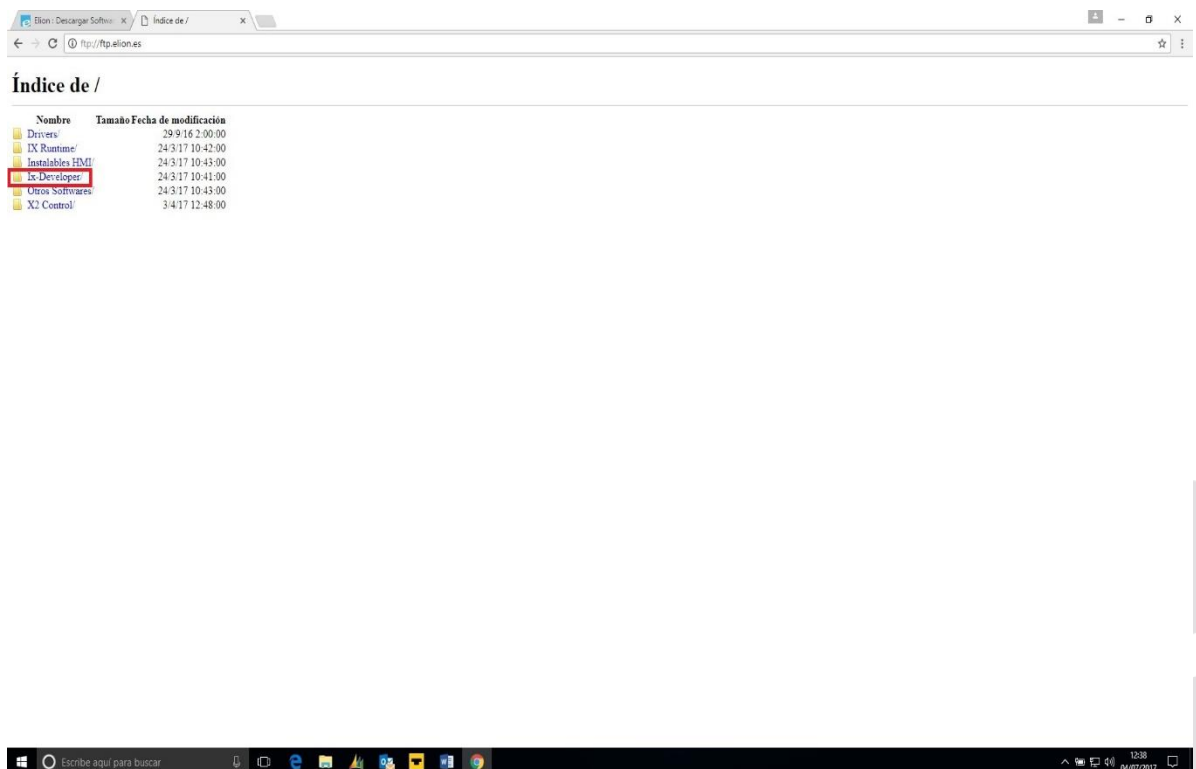 Elion : Descargar Softwa
Índice de /
ftp://ftp.elion.es
Índice de /
Nombre Tamaño Fecha de modificación
Drivers/ 29/9/16 2:00:00
IX Runtime/ 24/3/17 10:42:00
Instalables HMI/ 24/3/17 10:43:00
Ix-Developer/ 24/3/17 10:41:00
Otros Softwares/ 24/3/17 10:43:00
X2 Control/ 3/4/17 12:48:00
Escribe aquí para buscar
12:38
04/07/2017